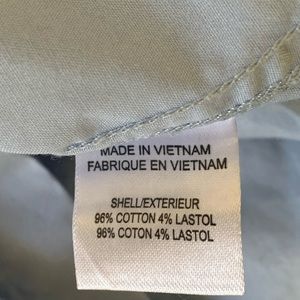 MADE IN VIETNAM
FABRIQUE EN VIETNAM
SHELL/EXTERIEUR
96% COTTON 4% LASTOL
96% COTON 4% LASTOL